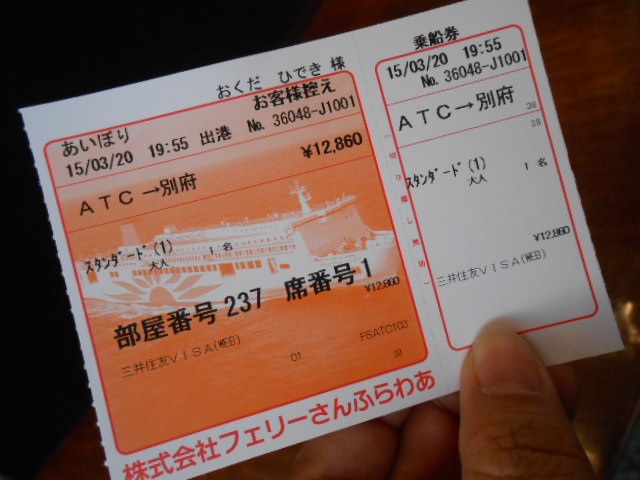 おくだ ひでき 様
お客様控え
あいぼり
15/03/20 19:55 出港 No. 36048-J1001
ATC→別府 ¥12,860
スタンダード(1) 大人 1名
部屋番号 237 席番号 1
¥12,860
三井住友VISA(WEB) 01 FSATC103
38
株式会社フェリーさんふらわあ
乗船券
15/03/20 19:55
No. 36048-J1001
ATC→別府
38
38
スタンダード(1) 大人 1名
¥12,860
三井住友VISA(WEB)
(切り離し無効)